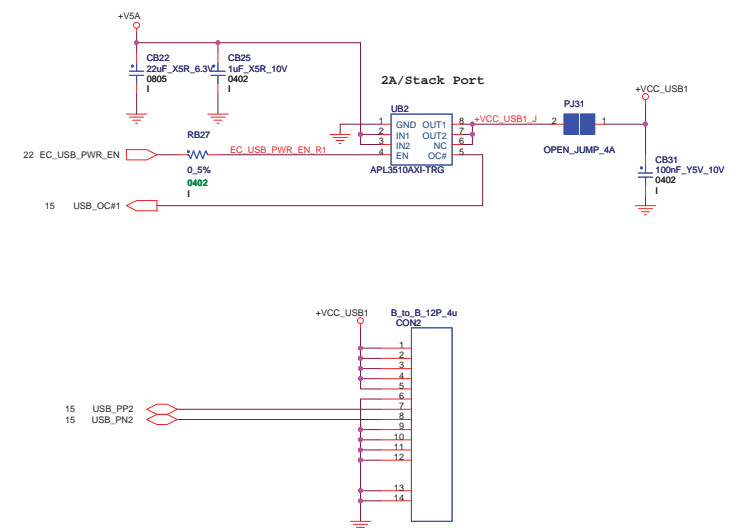 +V5A
CB22
22uF_X5R_6.3V
0805
I
CB25
1uF_X5R_10V
0402
I
2A/Stack Port
UB2
1 GND OUT1 8
2 IN1 OUT2 7
3 IN2 NC 6
4 EN OC# 5
APL3510AXI-TRG
+VCC_USB1_J
PJ31
2 1
OPEN_JUMP_4A
+VCC_USB1
CB31
100nF_Y5V_10V
0402
I
RB27
22 EC_USB_PWR_EN
EC_USB_PWR_EN_R1
0_5%
0402
I
15 USB_OC#1
+VCC_USB1
B_to_B_12P_4u
CON2
1
2
3
4
5
6
15 USB_PP2 7
15 USB_PN2 8
9
10
11
12
13
14